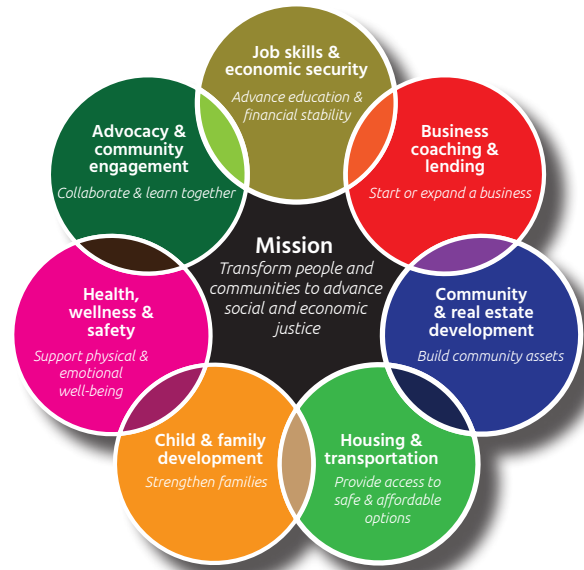 Job skills &
economic security
Advance education &
financial stability
Business
coaching &
lending
Start or expand a business
Community
& real estate
development
Build community assets
Housing &
transportation
Provide access to
safe & affordable
options
Child & family
development
Strengthen families
Health,
wellness &
safety
Support physical &
emotional
well-being
Advocacy &
community
engagement
Collaborate & learn together
Mission
Transform people and
communities to advance
social and economic
justice